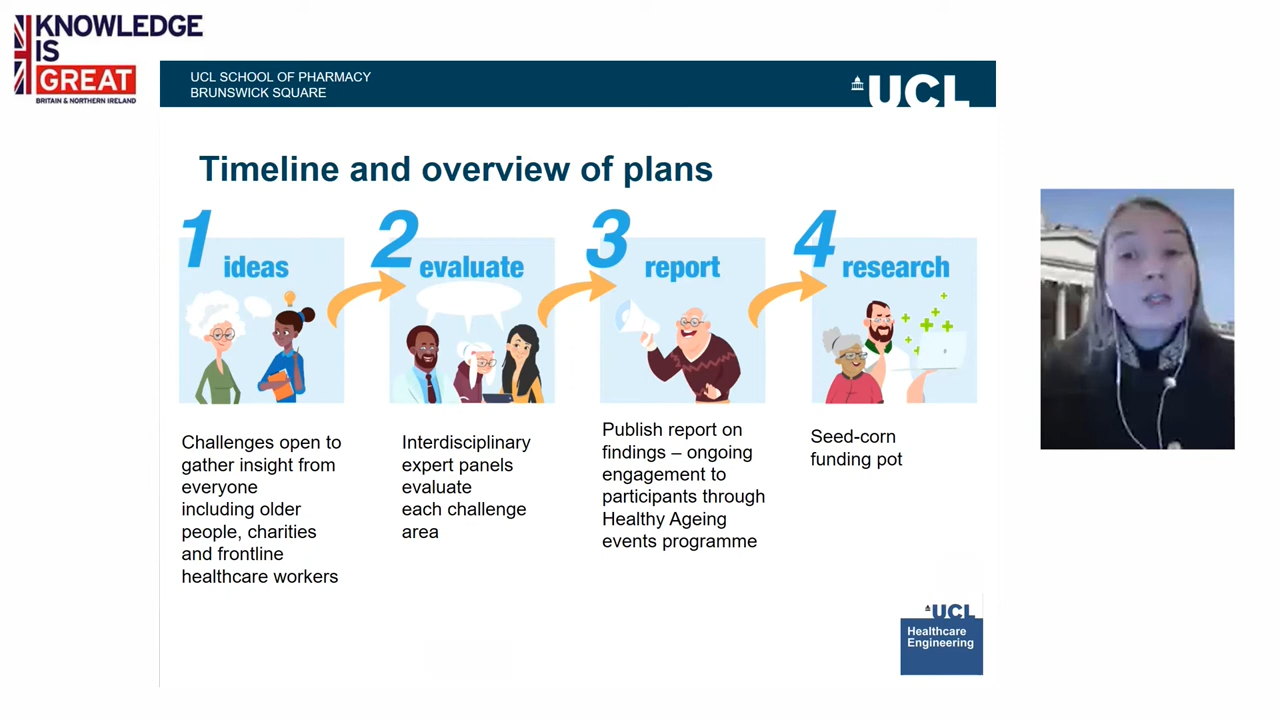 KNOWLEDGE
IS
GREAT
BRITAIN & NORTHERN IRELAND
UCL SCHOOL OF PHARMACY
BRUNSWICK SQUARE
UCL
Timeline and overview of plans
1 ideas
2 evaluate
3 report
4 research
Challenges open to
gather insight from
everyone
including older
people, charities
and frontline
healthcare workers
Interdisciplinary
expert panels
evaluate
each challenge
area
Publish report on
findings – ongoing
engagement to
participants through
Healthy Ageing
events programme
Seed-corn
funding pot
UCL
Healthcare
Engineering